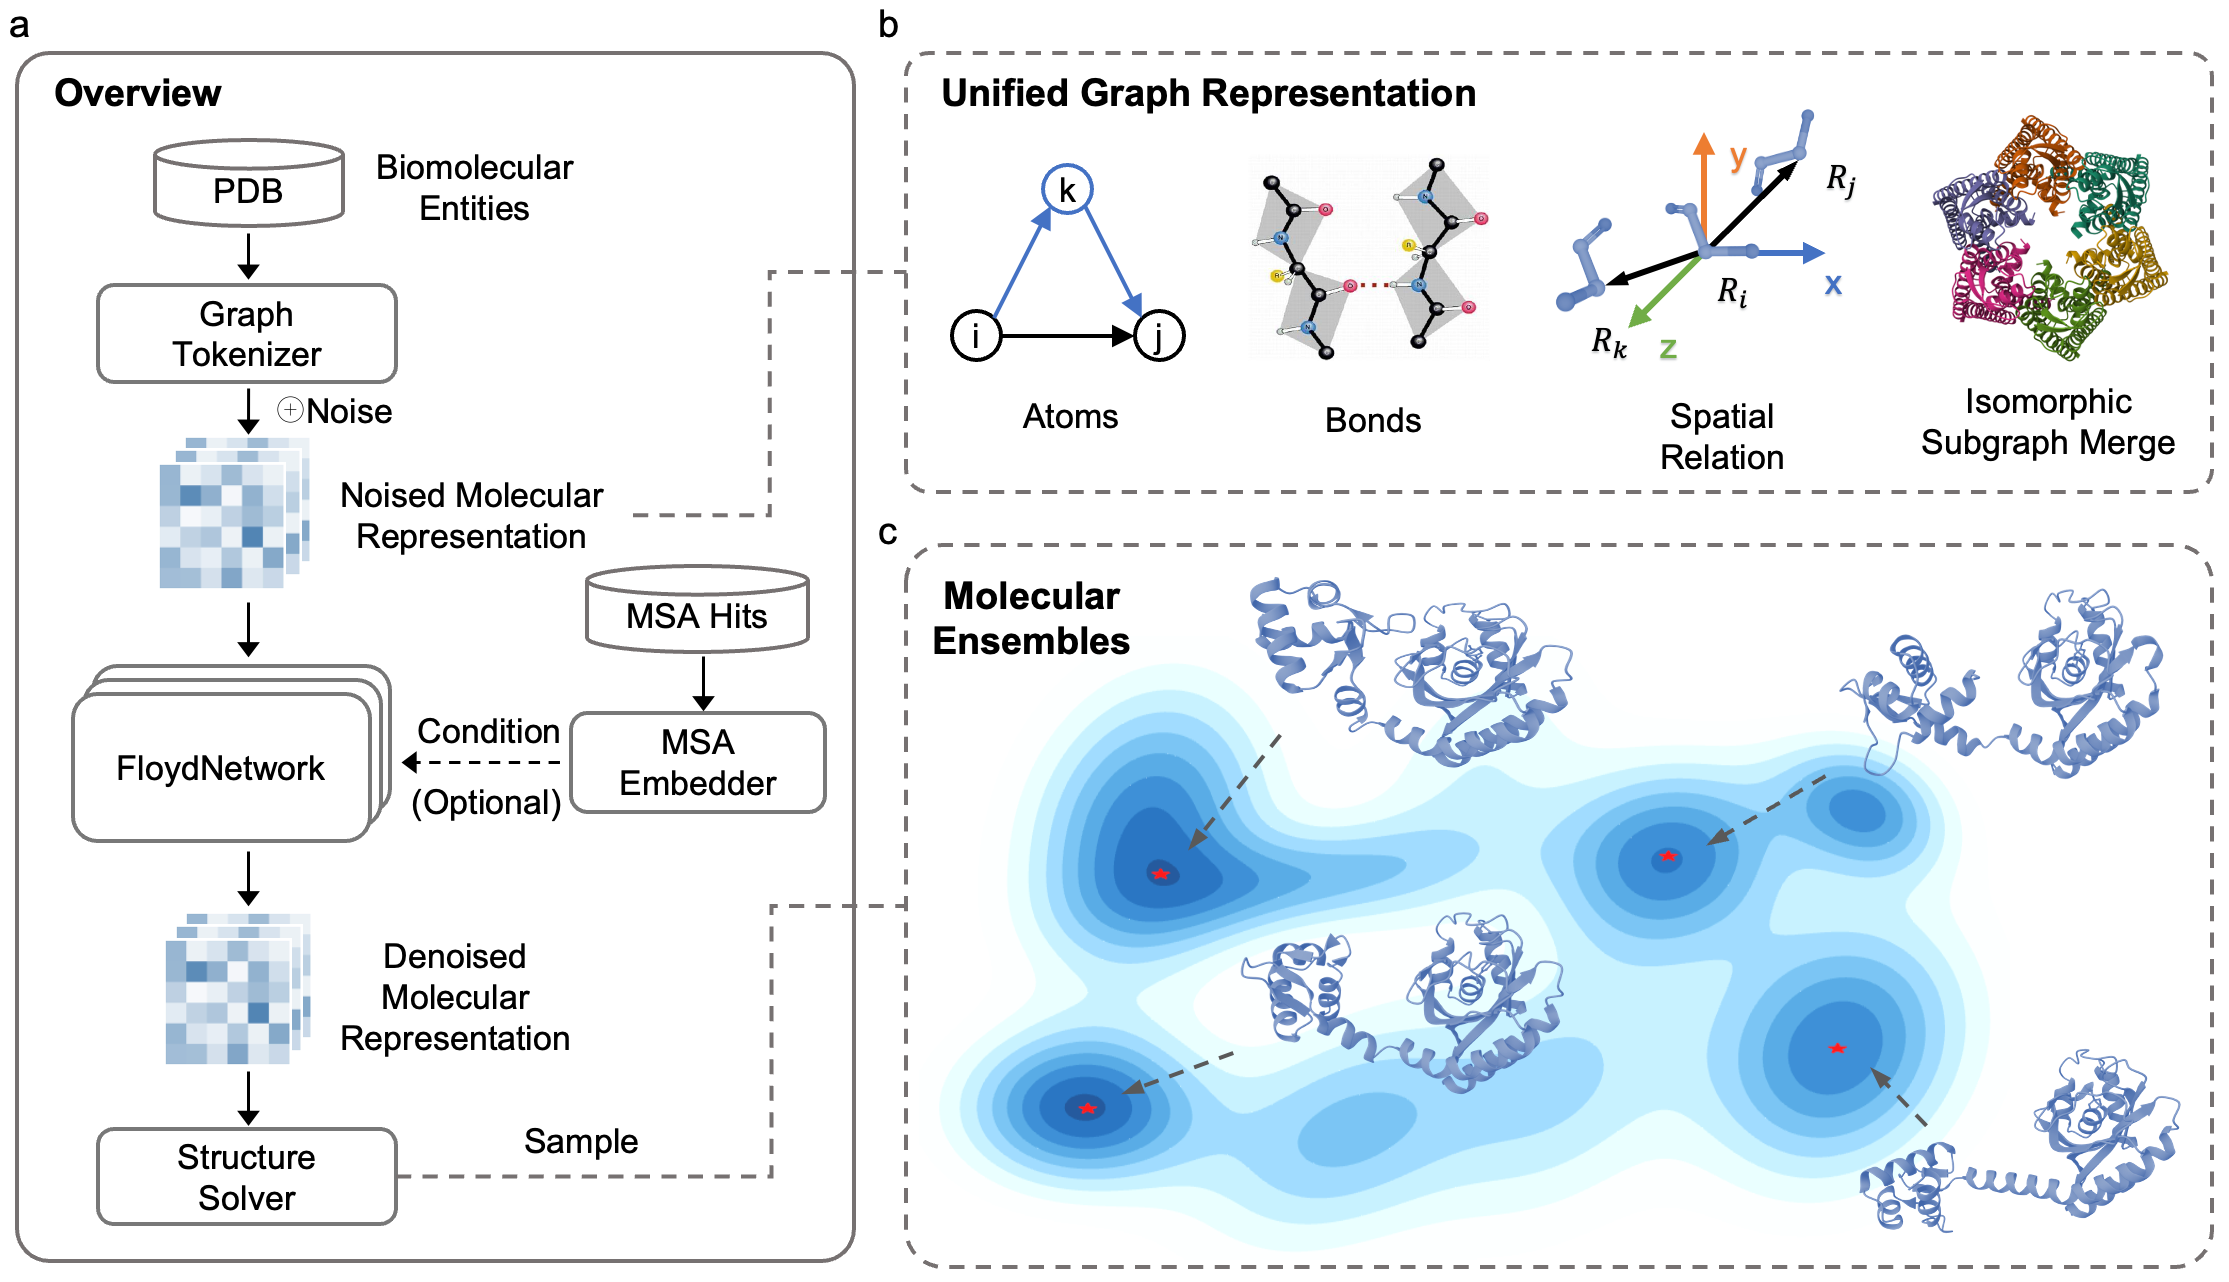 a
Overview
PDB
Biomolecular
Entities
Graph
Tokenizer
⊕Noise
Noised Molecular
Representation
MSA Hits
MSA
Embedder
Condition
(Optional)
FloydNetwork
Denoised
Molecular
Representation
Structure
Solver
Sample
b
Unified Graph Representation
k
i
j
Atoms
N
R
O
N
N
O
R
N
O
Bonds
y
x
z
R_j
R_i
R_k
Spatial
Relation
Isomorphic
Subgraph Merge
c
Molecular
Ensembles